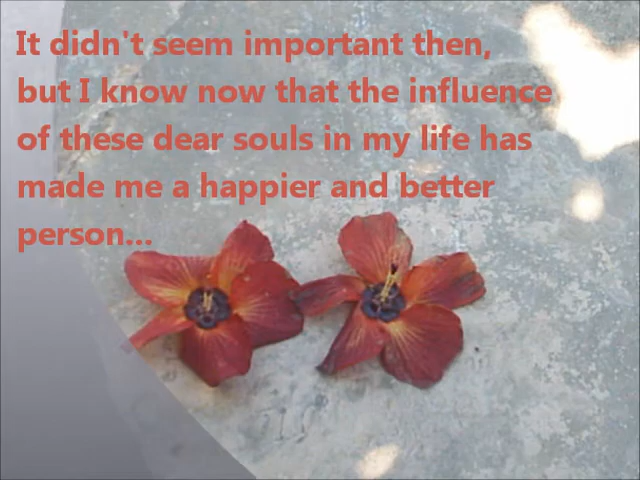 It didn't seem important then,
but I know now that the influence
of these dear souls in my life has
made me a happier and better
person...